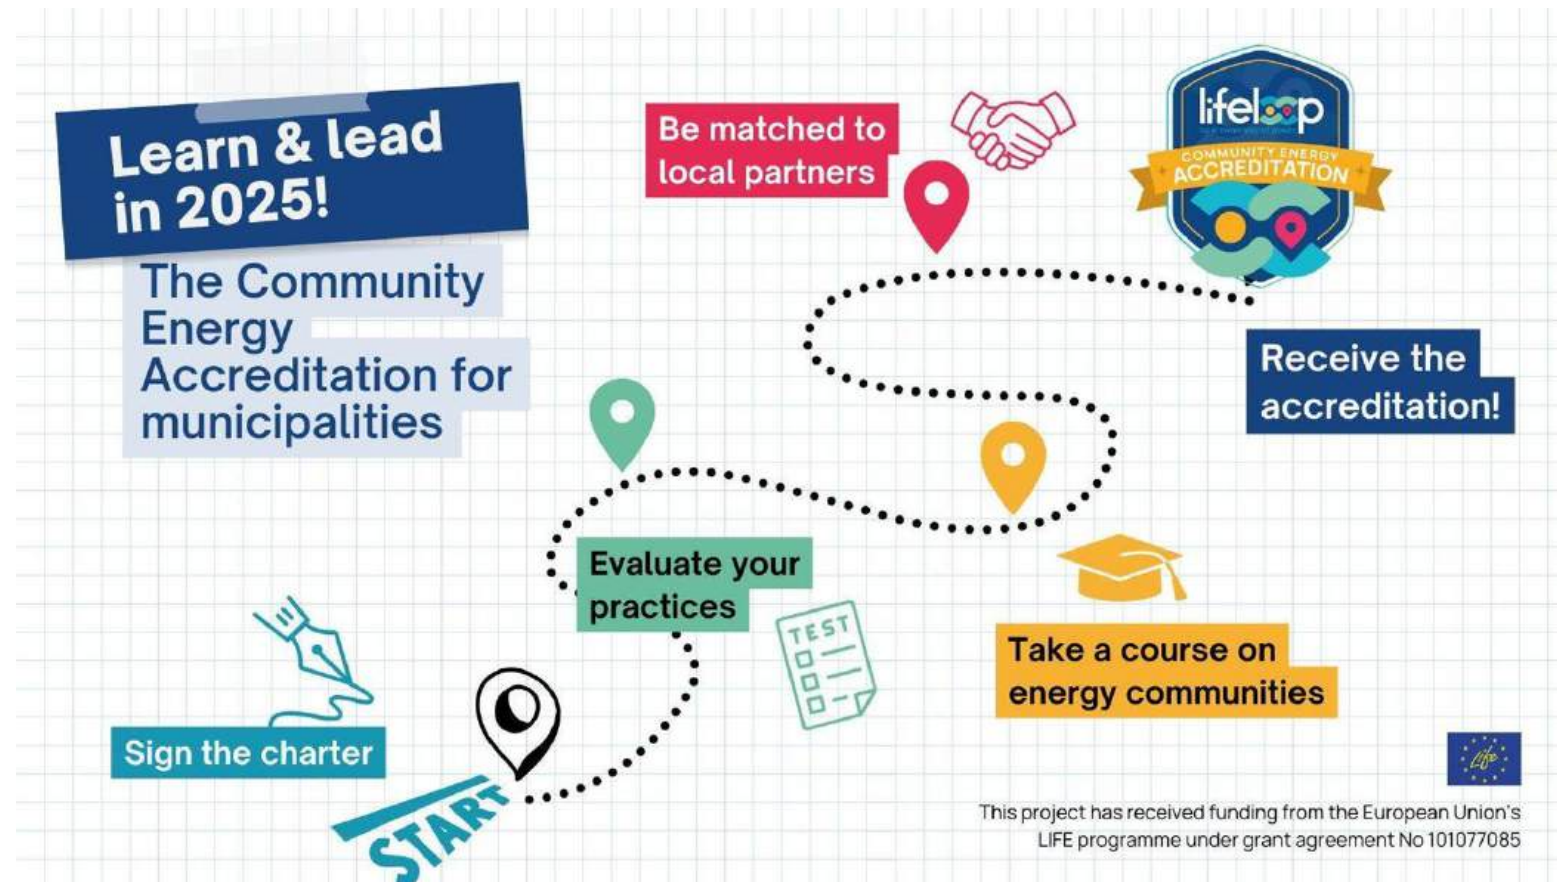 Learn & lead
in 2025!
The Community
Energy
Accreditation for
municipalities
Be matched to
local partners
lifeloop
COMMUNITY ENERGY
ACCREDITATION
Receive the
accreditation!
Evaluate your
practices
TEST
Take a course on
energy communities
Sign the charter
START
Life
This project has received funding from the European Union's
LIFE programme under grant agreement No 101077085